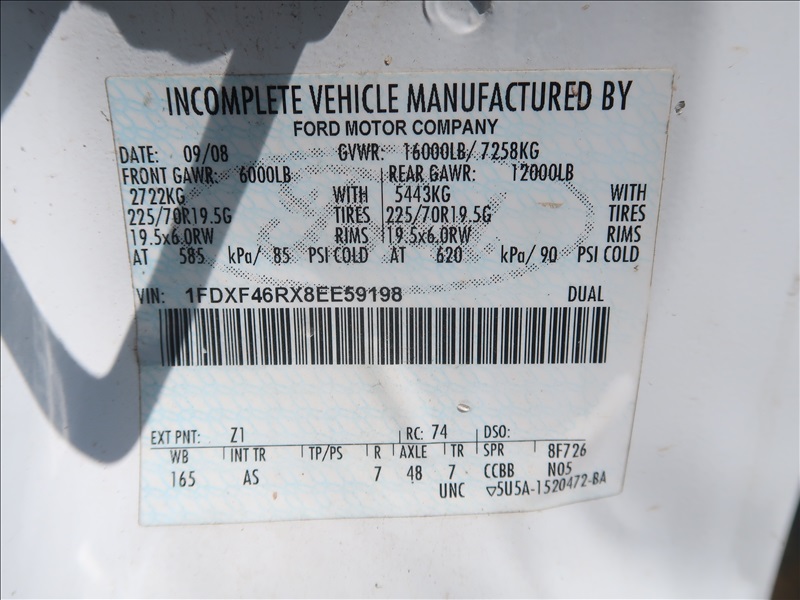 INCOMPLETE VEHICLE MANUFACTURED BY
FORD MOTOR COMPANY
DATE: 09/08 GVWR: 16000LB/ 7258KG
FRONT GAWR: 6000LB REAR GAWR: 12000LB
2722KG WITH 5443KG WITH
225/70R19.5G TIRES 225/70R19.5G TIRES
19.5x6.0RW RIMS 19.5x6.0RW RIMS
AT 585 kPa/ 85 PSI COLD AT 620 kPa/ 90 PSI COLD
VIN: 1FDXF46RX8EE59198 DUAL
EXT PNT: Z1 RC: 74 DSO:
WB INT TR TP/PS R AXLE TR SPR 8F726
165 AS 7 48 7 CCBB N05
UNC ▽5U5A-1520472-BA